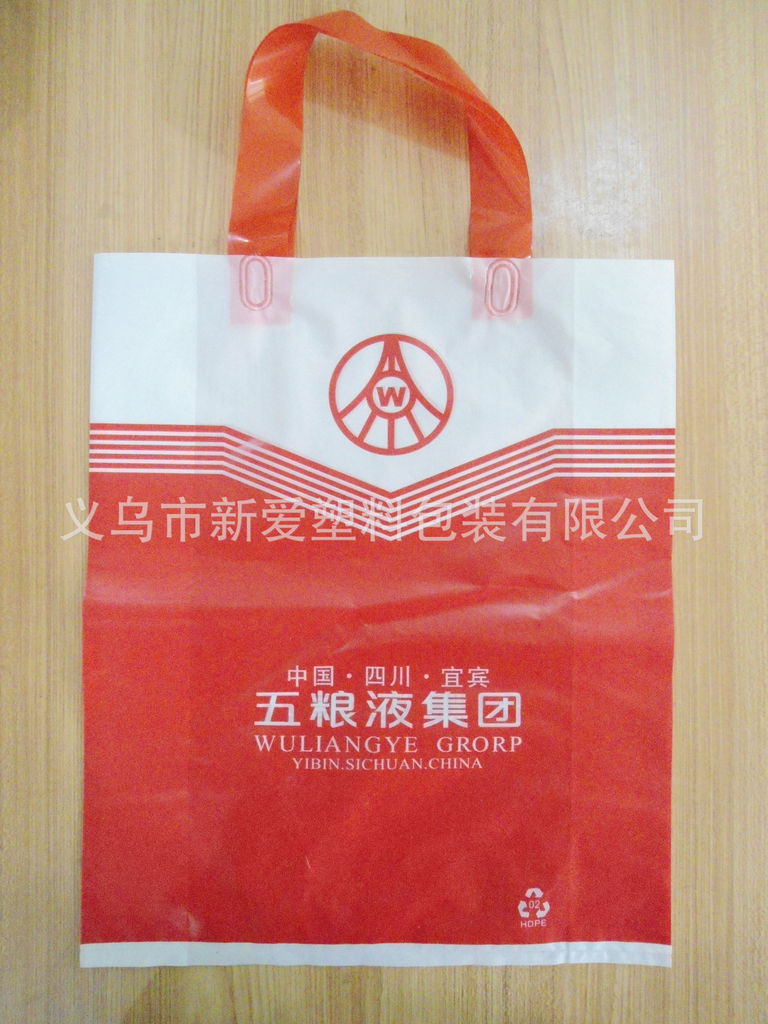 W
义乌市新爱塑料包装有限公司
中国·四川·宜宾
五粮液集团
WULIANGYE GRORP
YIBIN.SICHUAN.CHINA
02
HDPE